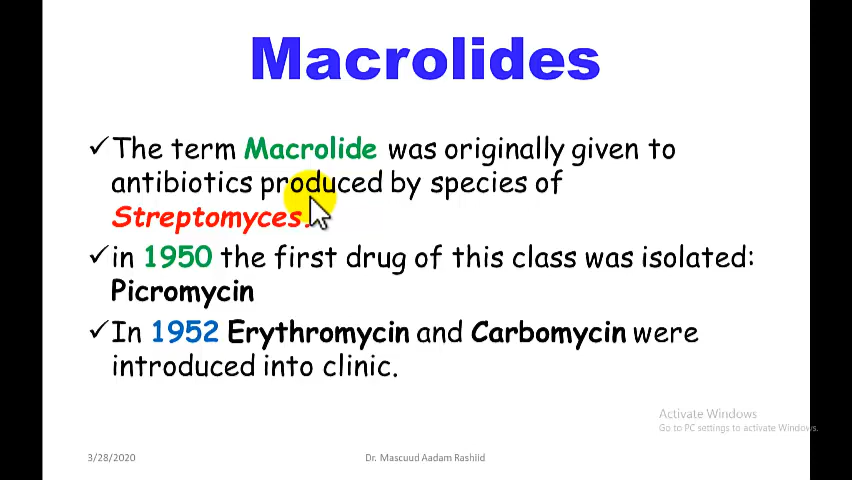 Macrolides
✓The term Macrolide was originally given to
antibiotics produced by species of
Streptomyces.
✓in 1950 the first drug of this class was isolated:
Picromycin
✓In 1952 Erythromycin and Carbomycin were
introduced into clinic.
Activate Windows
Go to PC settings to activate Windows.
3/28/2020
Dr. Mascuud Aadam Rashiid